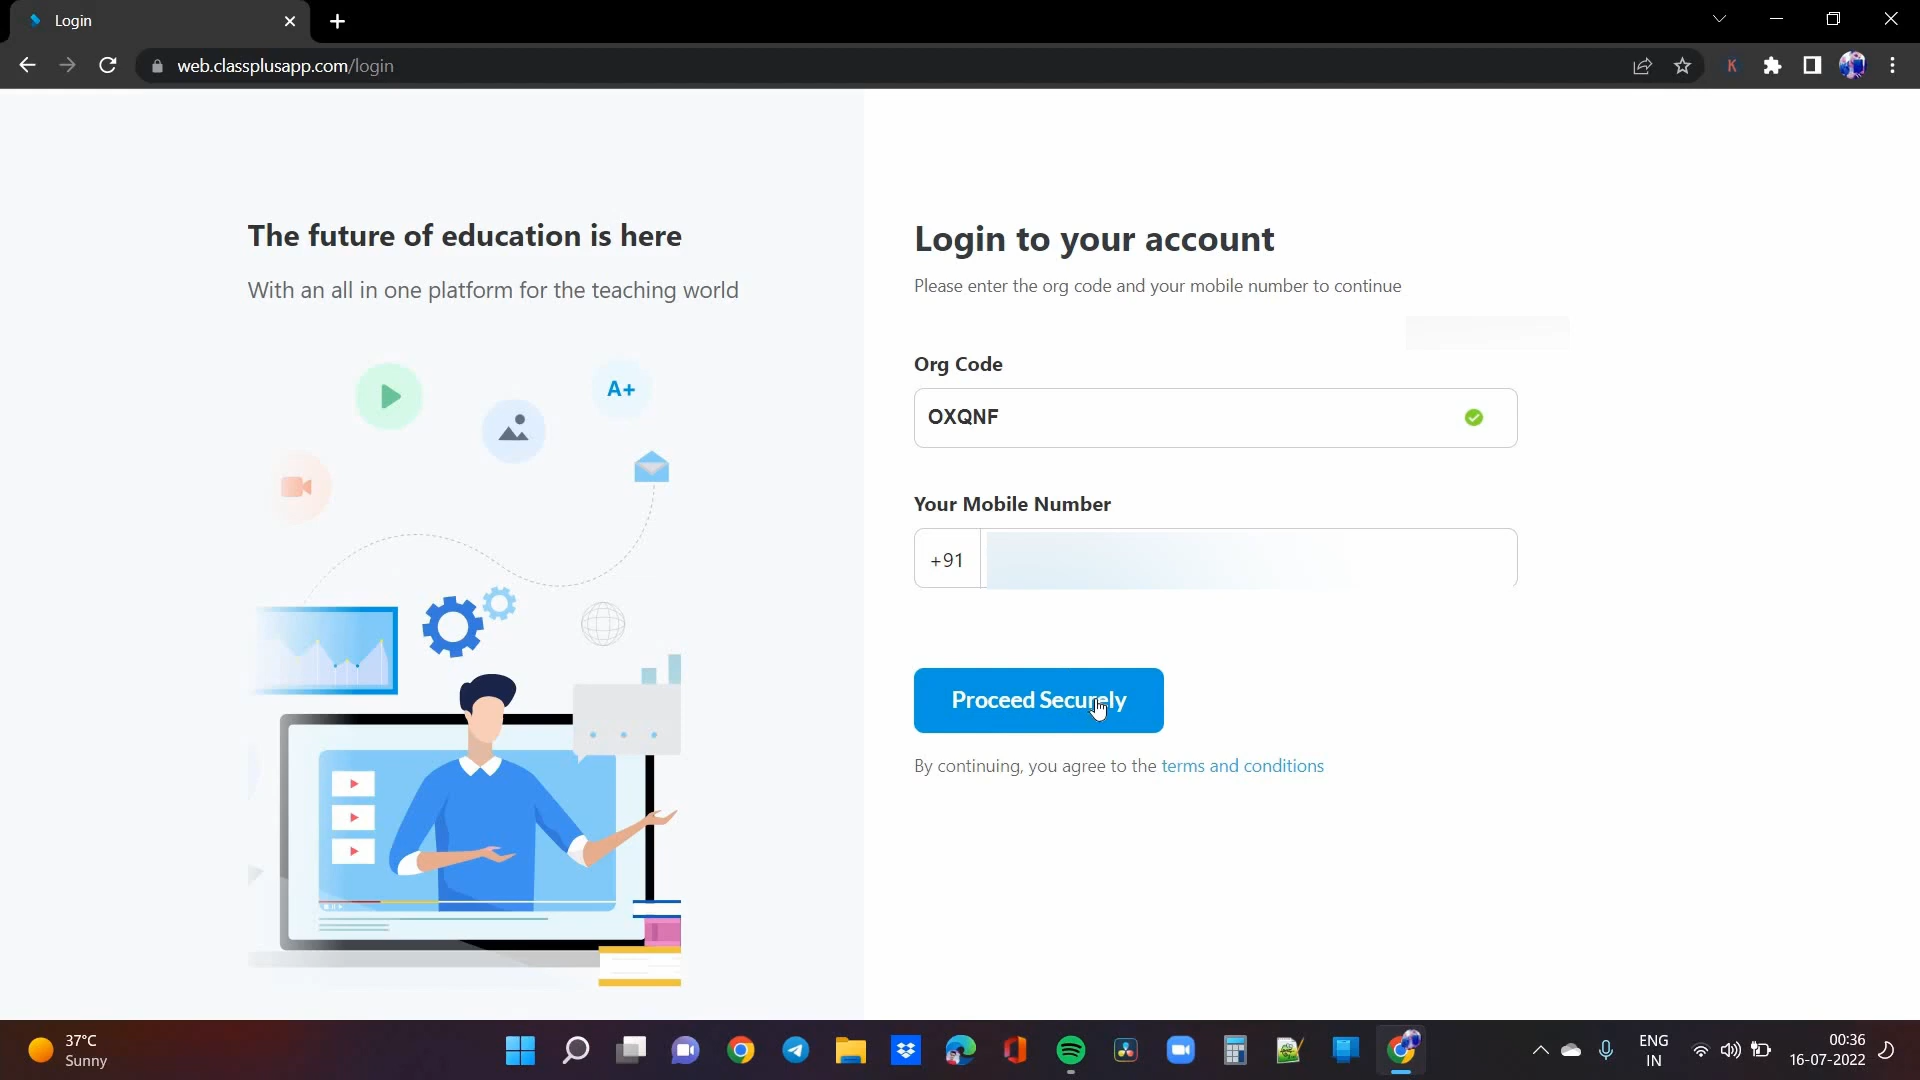 Login
web.classplusapp.com/login
K
The future of education is here
With an all in one platform for the teaching world
A+
Login to your account
Please enter the org code and your mobile number to continue
Org Code
OXQNF
Your Mobile Number
+91
Proceed Securely
By continuing, you agree to the terms and conditions
37°C
Sunny
ENG
IN
00:36
16-07-2022